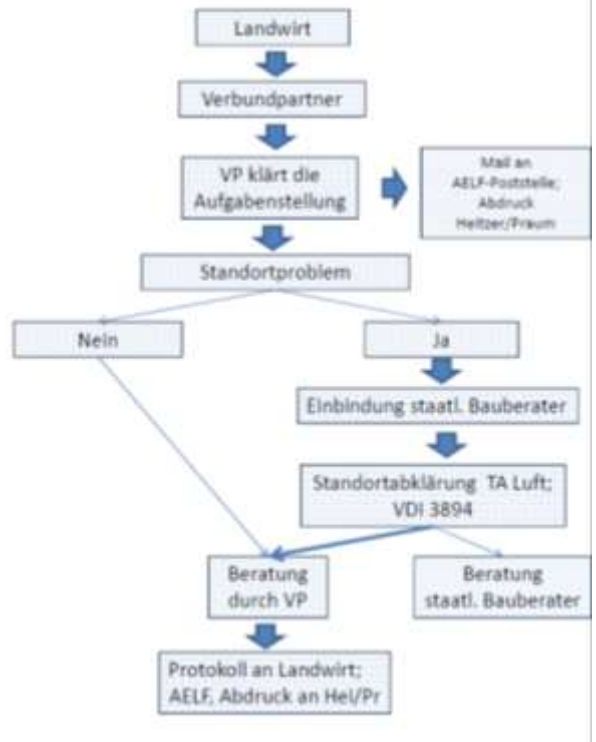 Landwirt
Verbundpartner
VP klärt die
Aufgabenstellung
Mail an
AELF-Poststelle;
Abdruck
Heitzer/Praum
Standortproblem
Nein
Ja
Einbindung staatl. Bauberater
Standortabklärung TA Luft;
VDI 3894
Beratung
durch VP
Beratung
staatl. Bauberater
Protokoll an Landwirt;
AELF, Abdruck an Hei/Pr